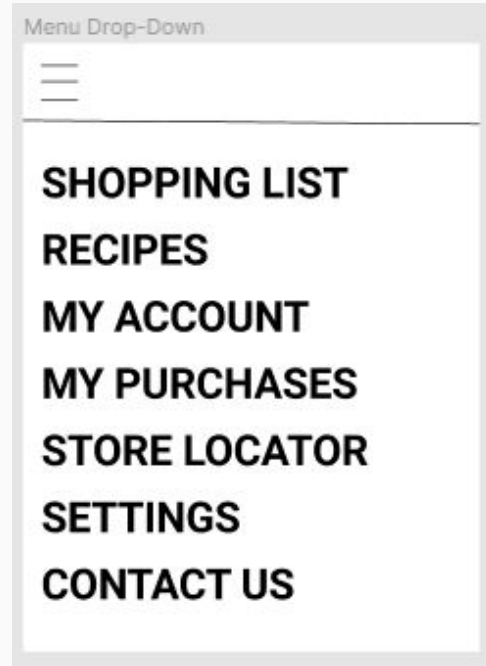 Menu Drop-Down
SHOPPING LIST
RECIPES
MY ACCOUNT
MY PURCHASES
STORE LOCATOR
SETTINGS
CONTACT US